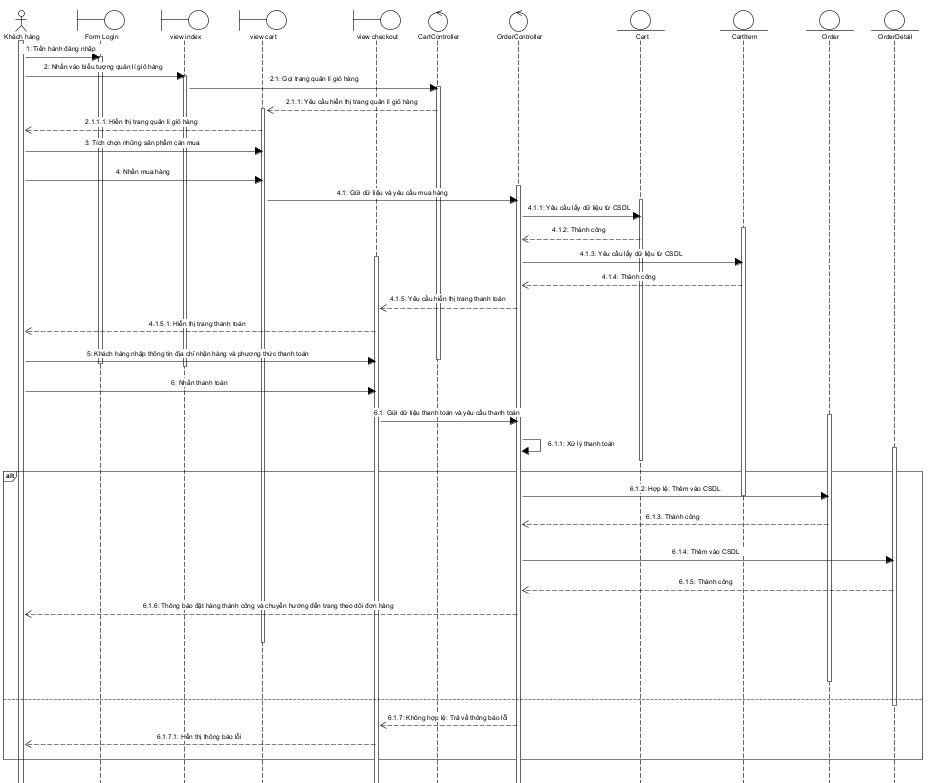 Khách hàng
Form Login
view index
view cart
view checkout
CartController
OrderController
Cart
CartItem
Order
OrderDetail
1: Tiến hành đăng nhập
2: Nhấn vào biểu tượng quản lí giỏ hàng
2.1: Gọi trang quản lí giỏ hàng
2.1.1: Yêu cầu hiển thị trang quản lí giỏ hàng
2.1.1.1: Hiển thị trang quản lí giỏ hàng
3: Tích chọn những sản phẩm cần mua
4: Nhấn mua hàng
4.1: Gửi dữ liệu và yêu cầu mua hàng
4.1.1: Yêu cầu lấy dữ liệu từ CSDL
4.1.2: Thành công
4.1.3: Yêu cầu lấy dữ liệu từ CSDL
4.1.4: Thành công
4.1.5: Yêu cầu hiển thị trang thanh toán
4.1.5.1: Hiển thị trang thanh toán
5: Khách hàng nhập thông tin địa chỉ nhận hàng và phương thức thanh toán
6: Nhấn thanh toán
6.1: Gửi dữ liệu thanh toán và yêu cầu thanh toán
6.1.1: Xử lý thanh toán
alt
6.1.2: Hợp lệ: Thêm vào CSDL
6.1.3: Thành công
6.1.4: Thêm vào CSDL
6.1.5: Thành công
6.1.6: Thông báo đặt hàng thành công và chuyển hướng đến trang theo dõi đơn hàng
6.1.7: Không hợp lệ: Trả về thông báo lỗi
6.1.7.1: Hiển thị thông báo lỗi